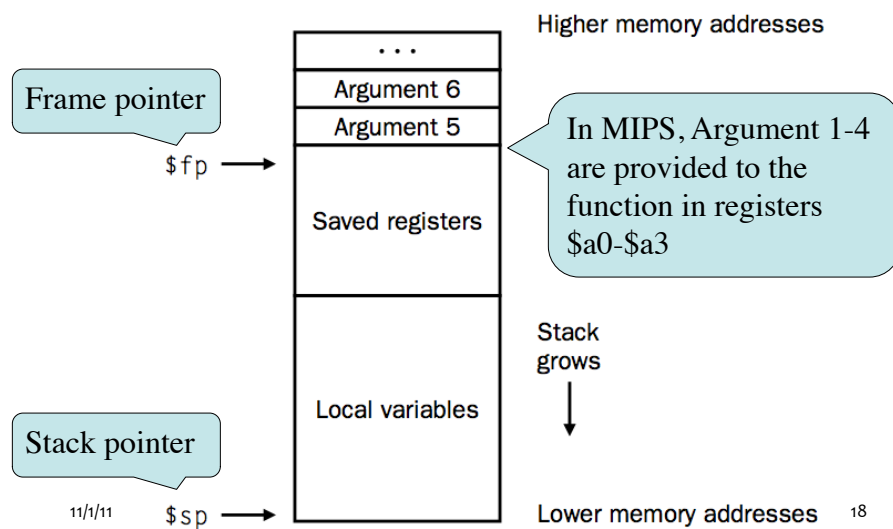 Higher memory addresses
. . .
Argument 6
Frame pointer
Argument 5
In MIPS, Argument 1-4
are provided to the
function in registers
$a0-$a3
$fp
Saved registers
Stack
grows
Local variables
Stack pointer
11/1/11
$sp
Lower memory addresses
18